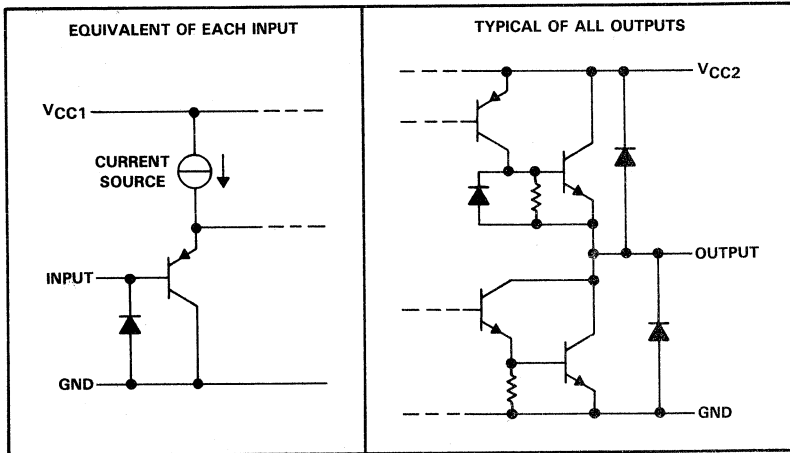 EQUIVALENT OF EACH INPUT
VCC1
CURRENT
SOURCE
INPUT
GND
TYPICAL OF ALL OUTPUTS
VCC2
OUTPUT
GND